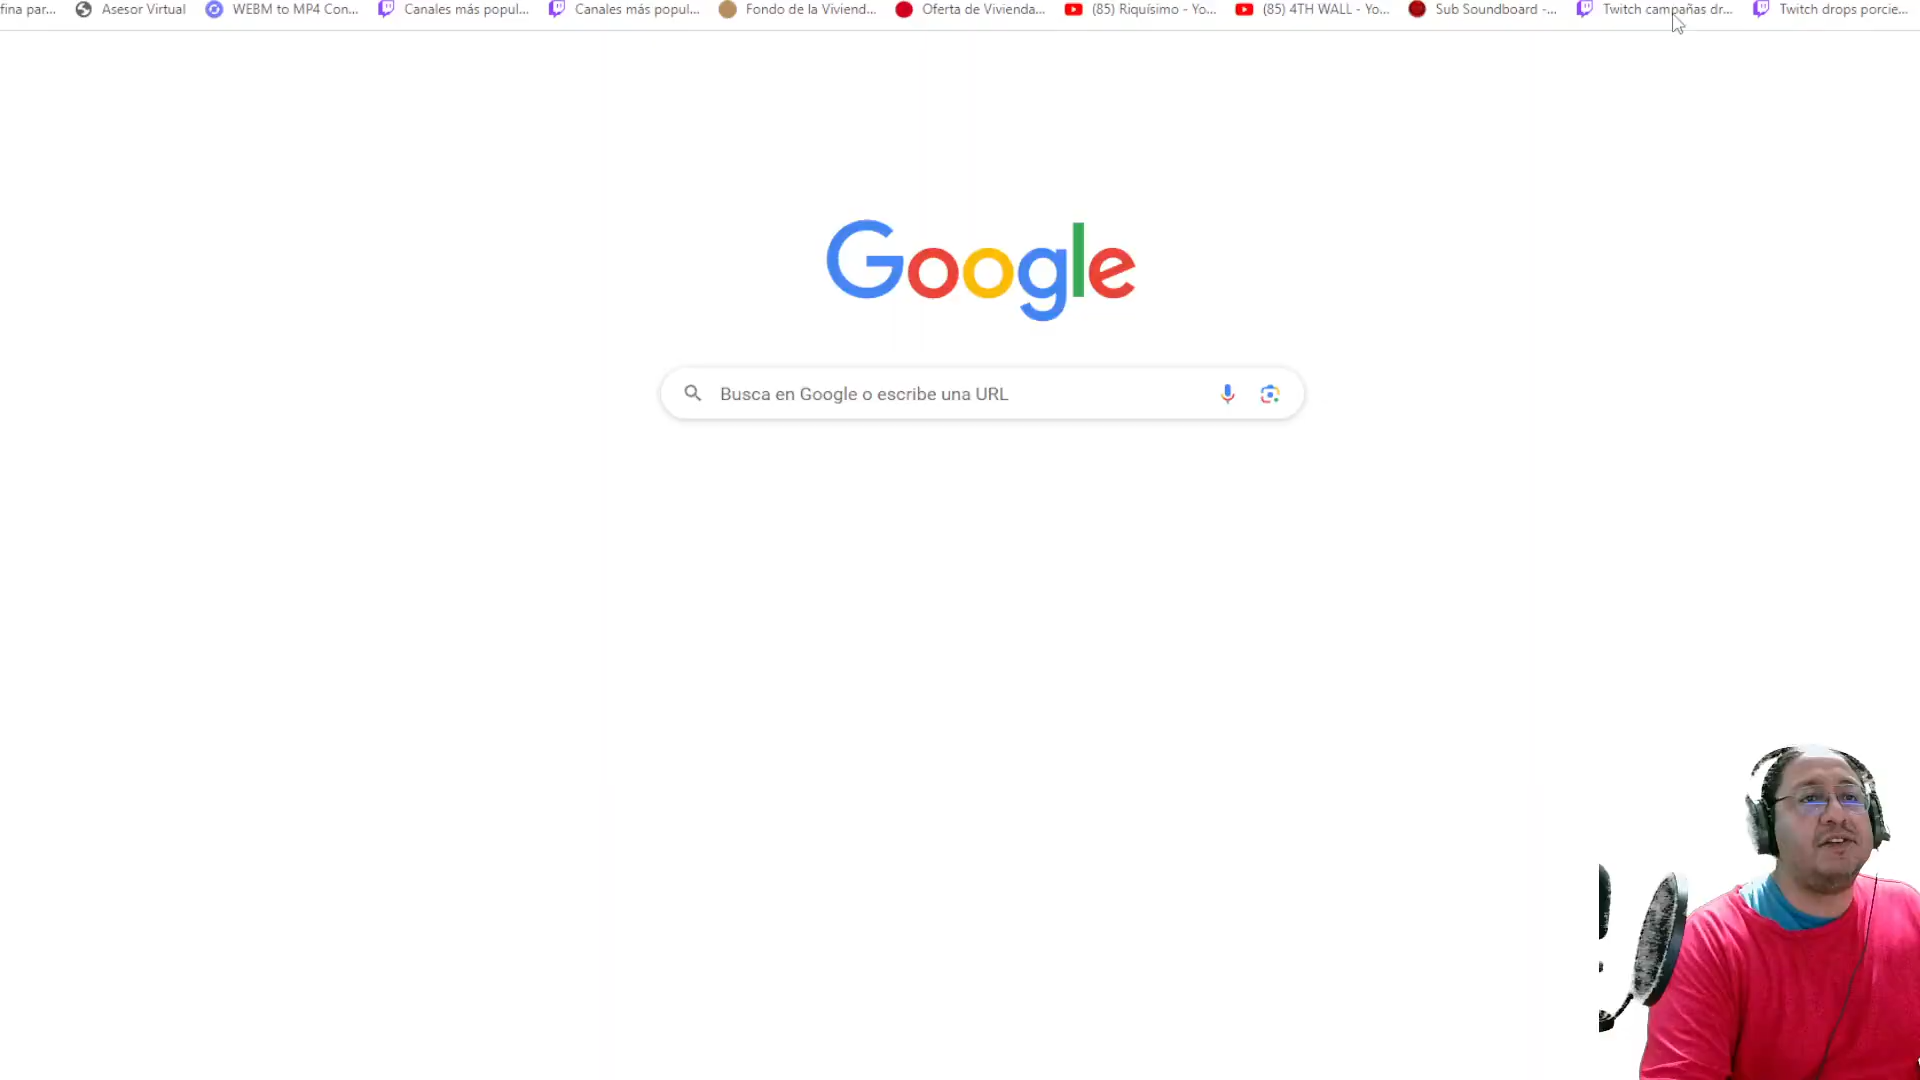 fina par... Asesor Virtual WEBM to MP4 Con... Canales más popul... Canales más popul... Fondo de la Viviend... Oferta de Vivienda... (85) Riquísimo - Yo... (85) 4TH WALL - Yo... Sub Soundboard -... Twitch campañas dr... Twitch drops porcie...
Google
Busca en Google o escribe una URL